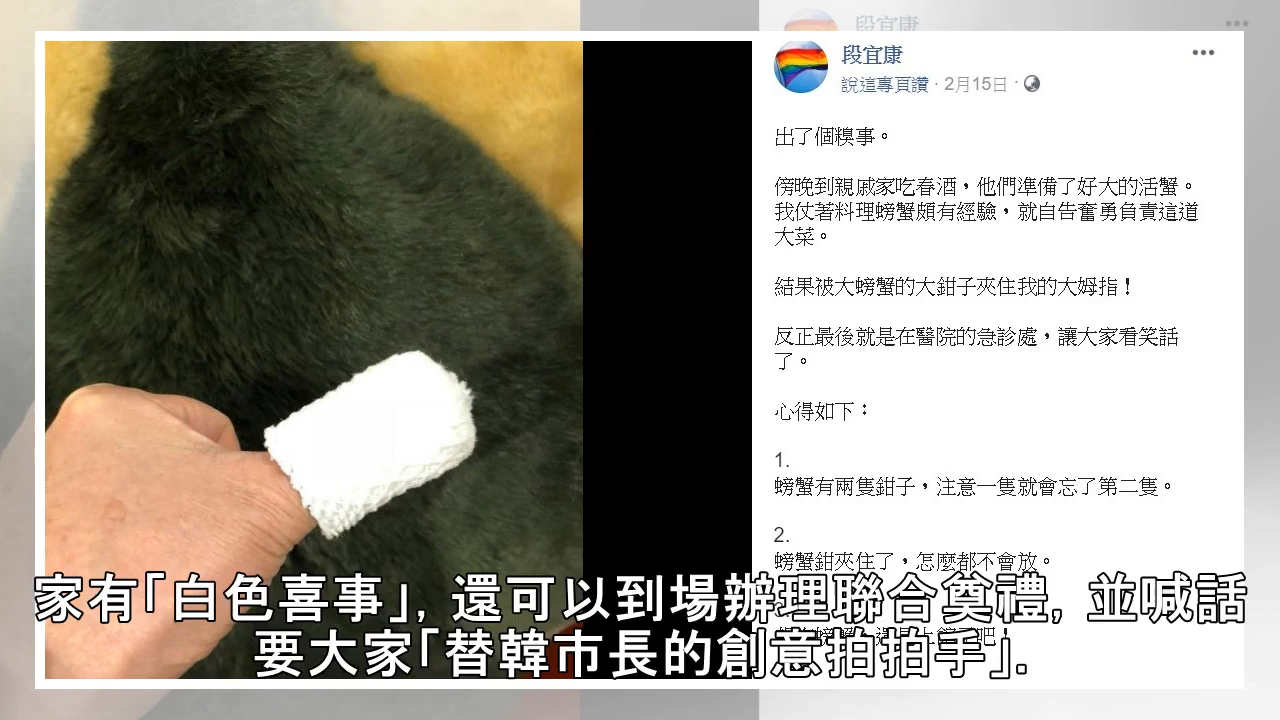 段宜康
段宜康
說這專頁讚 · 2月15日 ·
出了個糗事。
傍晚到親戚家吃春酒，他們準備了好大的活蟹。
我仗著料理螃蟹頗有經驗，就自告奮勇負責這道
大菜。
結果被大螃蟹的大鉗子夾住我的大姆指！
反正最後就是在醫院的急診處，讓大家看笑話
了。
心得如下：
1.
螃蟹有兩隻鉗子，注意一隻就會忘了第二隻。
2.
螃蟹鉗夾住了，怎麼都不會放。
家有「白色喜事」, 還可以到場辦理聯合奠禮, 並喊話
要大家「替韓市長的創意拍拍手」.